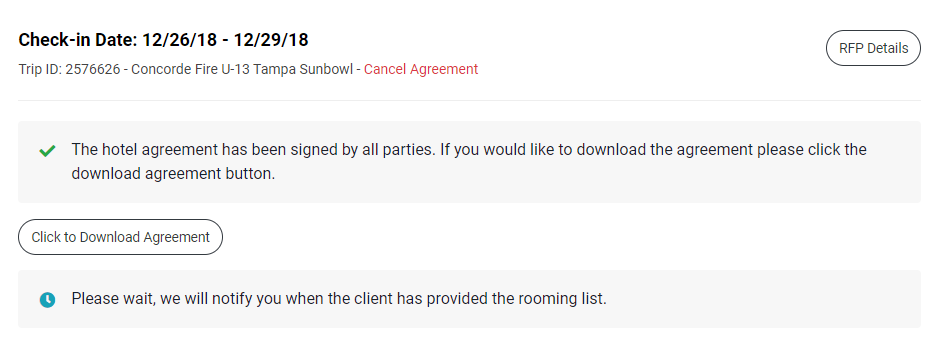 Check-in Date: 12/26/18 - 12/29/18
RFP Details
Trip ID: 2576626 - Concorde Fire U-13 Tampa Sunbowl - Cancel Agreement
The hotel agreement has been signed by all parties. If you would like to download the agreement please click the
download agreement button.
Click to Download Agreement
Please wait, we will notify you when the client has provided the rooming list.